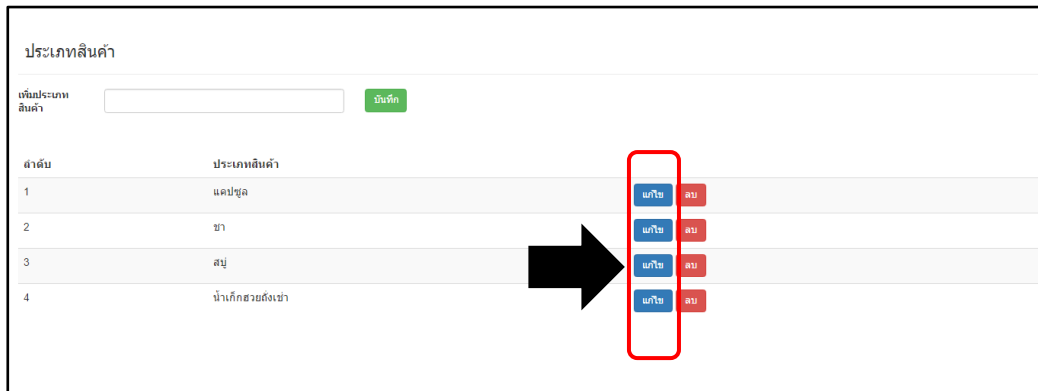 ประเภทสินค้า
เพิ่มประเภท
สินค้า
บันทึก
ลำดับ ประเภทสินค้า
1 แคปซูล แก้ไข ลบ
2 ชา แก้ไข ลบ
3 สบู่ แก้ไข ลบ
4 น้ำเก็กฮวยถั่งเช่า แก้ไข ลบ